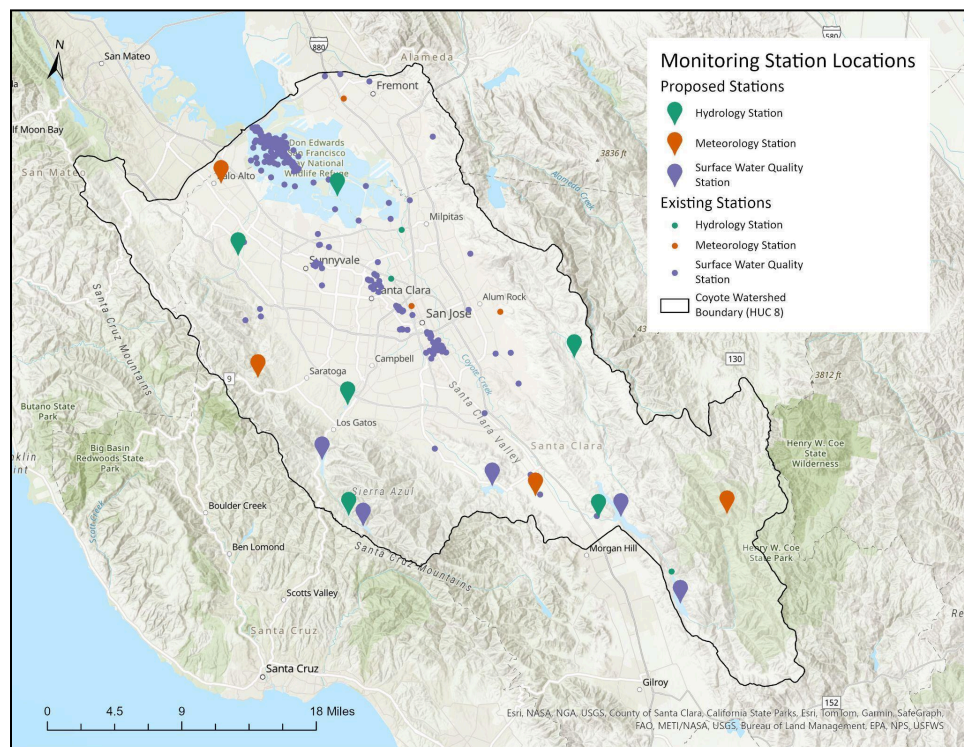 Monitoring Station Locations
Proposed Stations
Hydrology Station
Meteorology Station
Surface Water Quality
Station
Existing Stations
Hydrology Station
Meteorology Station
Surface Water Quality
Station
Coyote Watershed
Boundary (HUC 8)
N
San Mateo
880
Alameda
580
Fremont
Half Moon Bay
San Mateo
Don Edwards
San Francisco
Bay National
Wildlife Refuge
3836 ft
Alameda Creek
Palo Alto
Milpitas
Sunnyvale
Santa Clara
Alum Rock
San José
Santa Cruz Mountains
Campbell
Coyote Creek
130
3812 ft
9
Saratoga
Butano State
Park
Los Gatos
Santa Clara Valley
Santa Clara
Big Basin
Redwoods State
Park
Henry W. Coe
State
Wilderness
Sierra Azul
Boulder Creek
Scott Creek
Ben Lomond
Santa Cruz Mountains
Morgan Hill
Henry W. Coe
State Park
Scotts Valley
Santa Cruz
Santa Cruz
Gilroy
152
0 4.5 9 18 Miles
Esri, NASA, NGA, USGS, County of Santa Clara, California State Parks, Esri, TomTom, Garmin, SafeGraph,
FAO, METI/NASA, USGS, Bureau of Land Management, EPA, NPS, USFWS